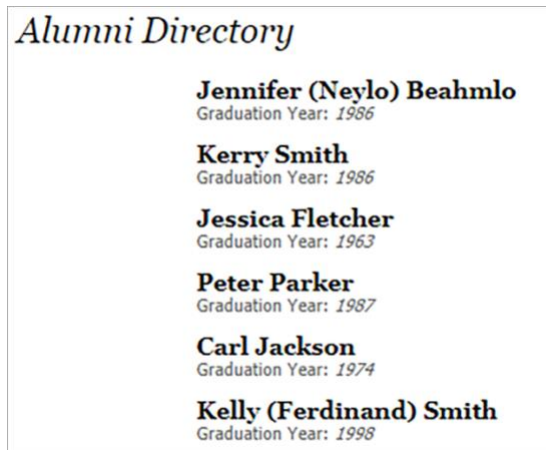 Alumni Directory
Jennifer (Neylo) Beahmlo
Graduation Year: 1986
Kerry Smith
Graduation Year: 1986
Jessica Fletcher
Graduation Year: 1963
Peter Parker
Graduation Year: 1987
Carl Jackson
Graduation Year: 1974
Kelly (Ferdinand) Smith
Graduation Year: 1998